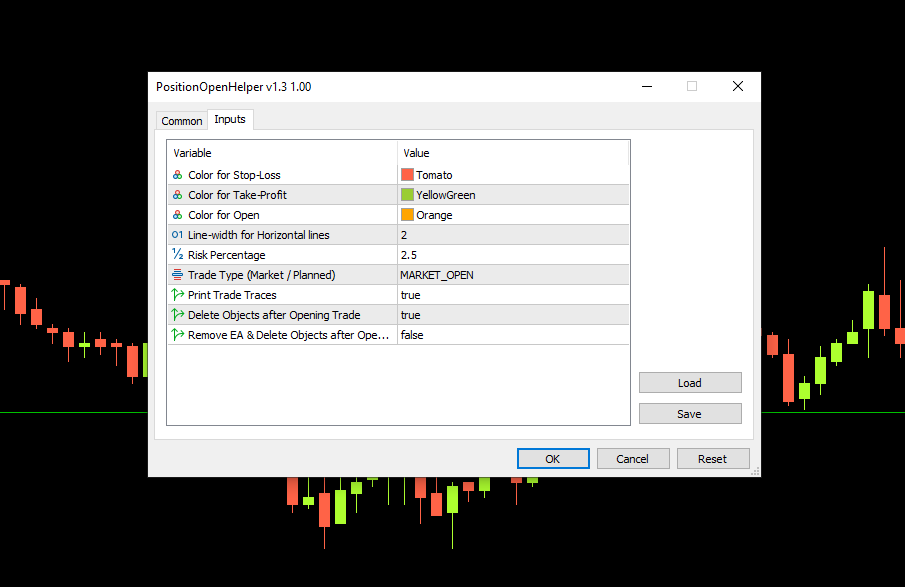 PositionOpenHelper v1.3 1.00
Common Inputs
Variable Value
Color for Stop-Loss Tomato
Color for Take-Profit YellowGreen
Color for Open Orange
01 Line-width for Horizontal lines 2
½ Risk Percentage 2.5
Trade Type (Market / Planned) MARKET_OPEN
Print Trade Traces true
Delete Objects after Opening Trade true
Remove EA & Delete Objects after Ope... false
Load
Save
OK Cancel Reset